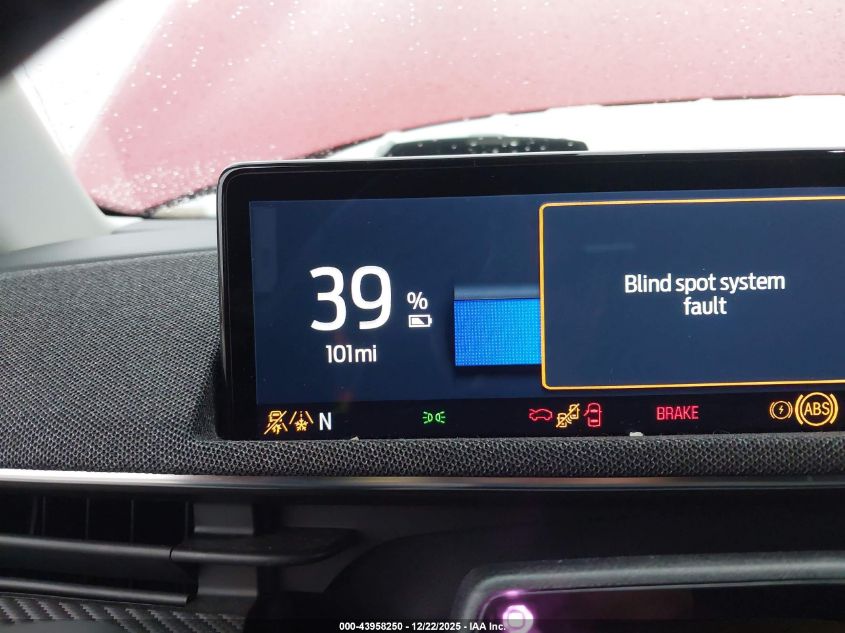 39 %
101mi
Blind spot system
fault
N
BRAKE
ABS
000-43958250 - 12/22/2025 - IAA Inc.